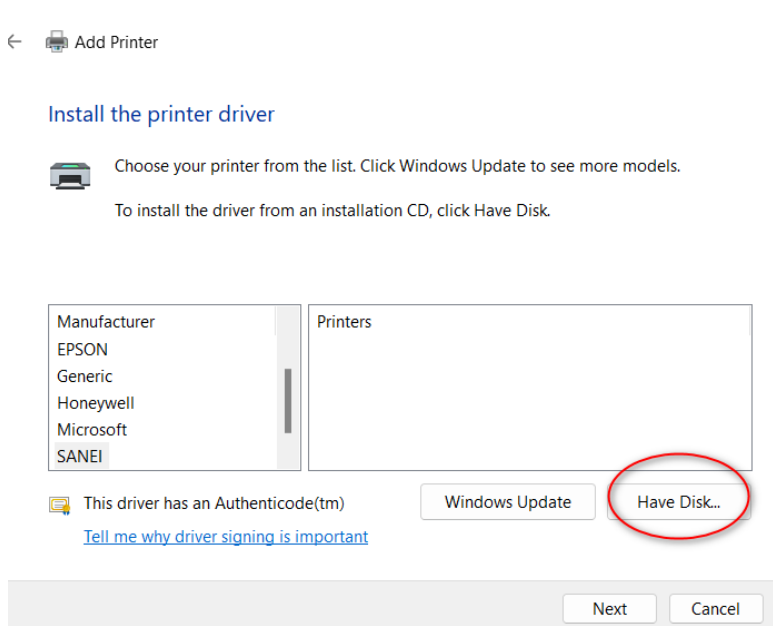 Add Printer
Install the printer driver
Choose your printer from the list. Click Windows Update to see more models.
To install the driver from an installation CD, click Have Disk.
Manufacturer
EPSON
Generic
Honeywell
Microsoft
SANEI
Printers
This driver has an Authenticode(tm)
Tell me why driver signing is important
Windows Update
Have Disk...
Next
Cancel